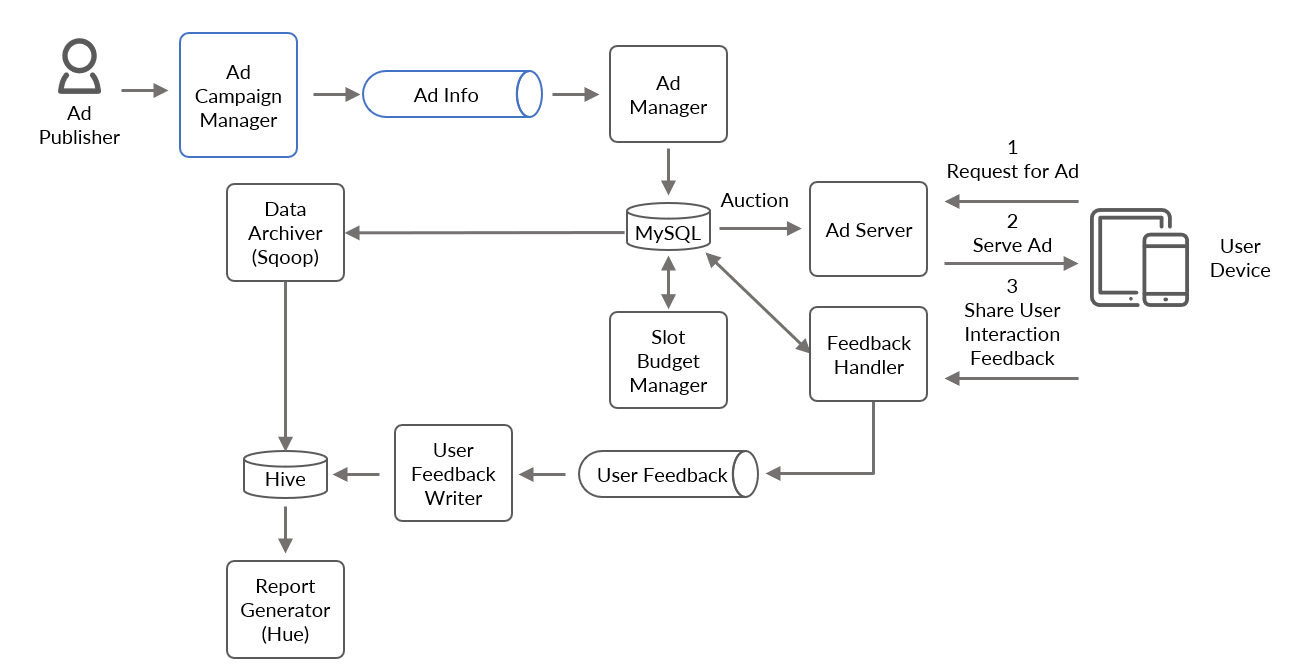 Ad
Publisher
Ad
Campaign
Manager
Ad Info
Ad
Manager
1
Request for Ad
Data
Archiver
(Sqoop)
MySQL
Auction
Ad Server
2
Serve Ad
User
Device
3
Share User
Interaction
Feedback
Slot
Budget
Manager
Feedback
Handler
Hive
User
Feedback
Writer
User Feedback
Report
Generator
(Hue)